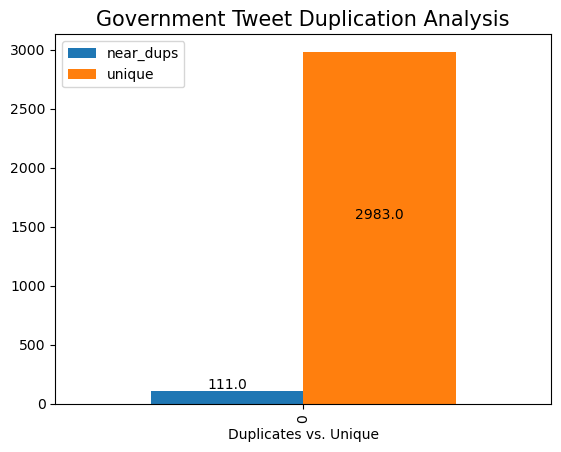 Government Tweet Duplication Analysis
near_dups
unique
3000
2500
2000
1500
1000
500
0
2983.0
111.0
0
Duplicates vs. Unique